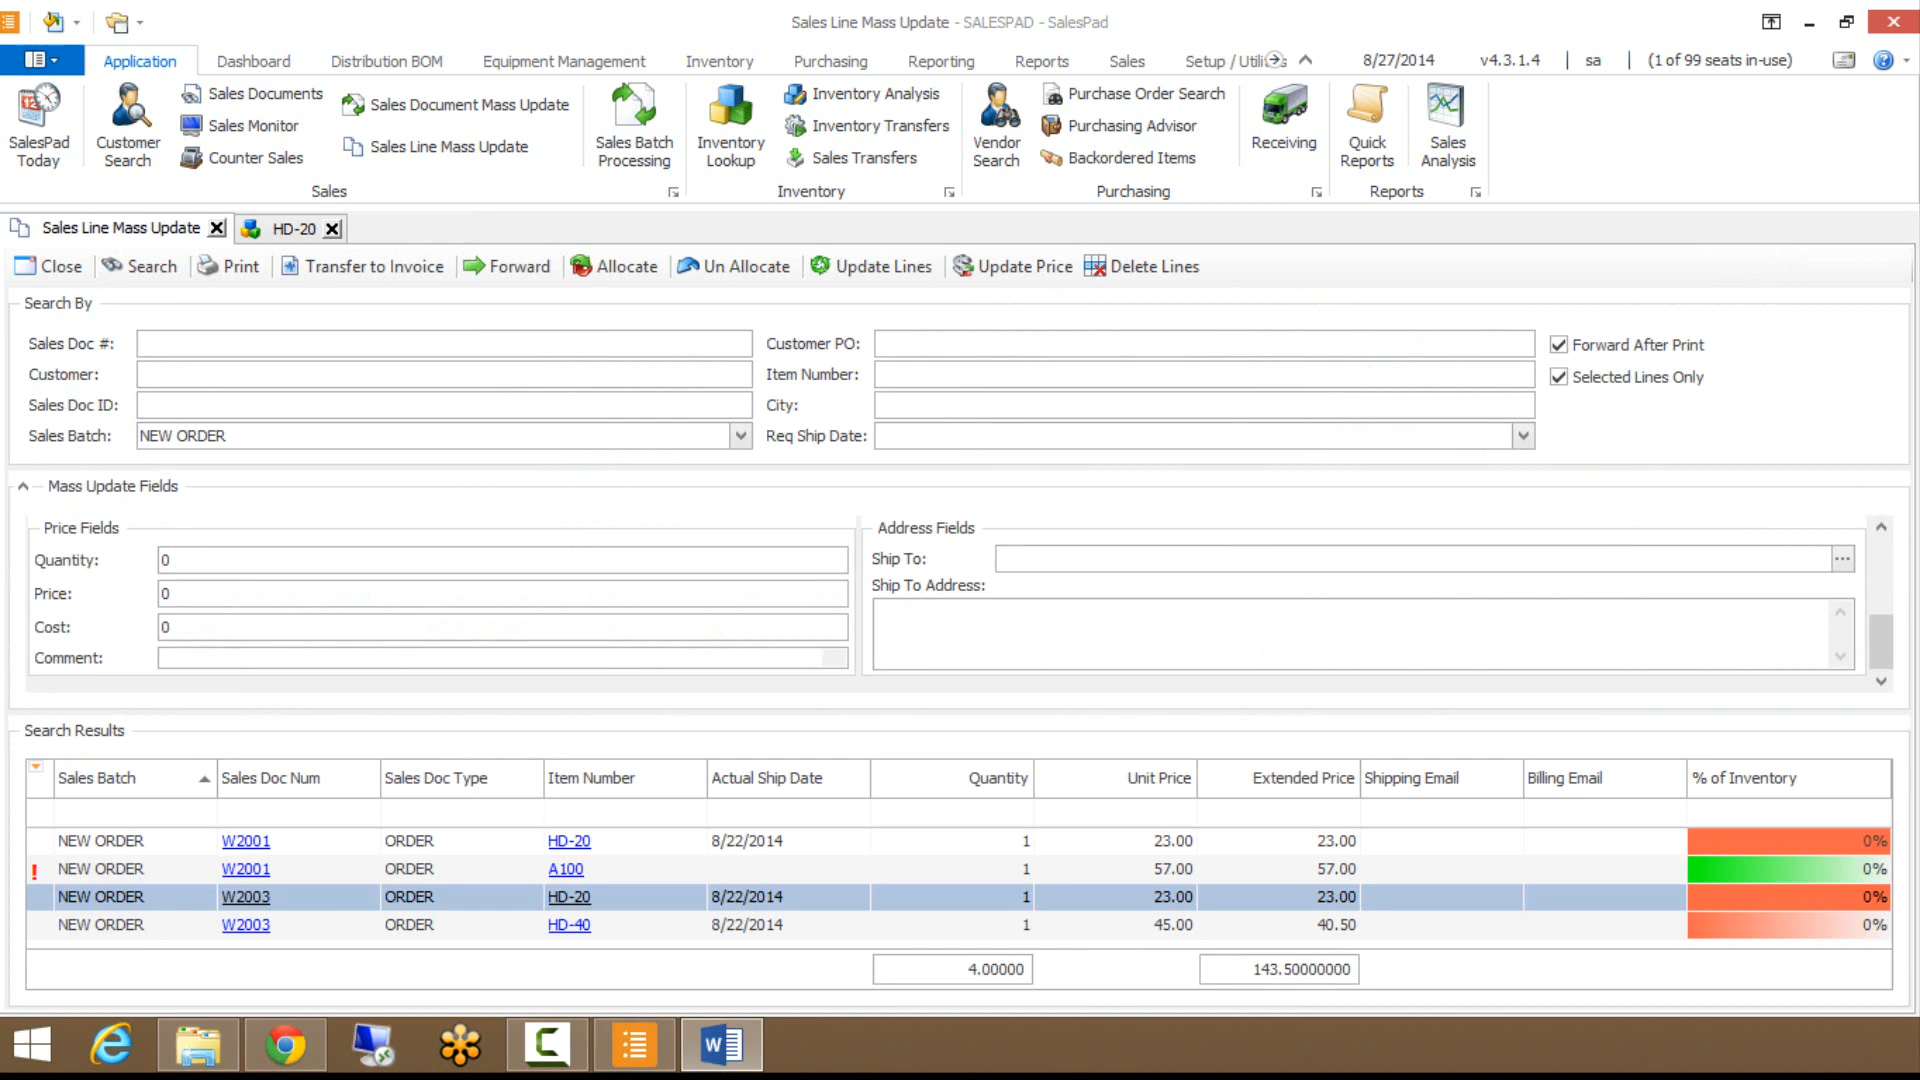 Sales Line Mass Update - SALESPAD - SalesPad
Application Dashboard Distribution BOM Equipment Management Inventory Purchasing Reporting Reports Sales Setup / Utili 8/27/2014 v4.3.1.4 | sa | (1 of 99 seats in-use)
SalesPad Today
Customer Search
Sales Documents
Sales Monitor
Counter Sales
Sales Document Mass Update
Sales Line Mass Update
Sales Batch Processing
Inventory Lookup
Inventory Analysis
Inventory Transfers
Sales Transfers
Vendor Search
Purchase Order Search
Purchasing Advisor
Backordered Items
Receiving
Quick Reports
Sales Analysis
Sales Inventory Purchasing Reports
Sales Line Mass Update HD-20
Close Search Print Transfer to Invoice Forward Allocate Un Allocate Update Lines Update Price Delete Lines
Search By
Sales Doc #: Customer PO: Forward After Print
Customer: Item Number: Selected Lines Only
Sales Doc ID: City:
Sales Batch: NEW ORDER Req Ship Date:
Mass Update Fields
Price Fields Address Fields
Quantity: 0 Ship To: ...
Ship To Address:
Price: 0
Cost: 0
Comment:
Search Results
Sales Batch Sales Doc Num Sales Doc Type Item Number Actual Ship Date Quantity Unit Price Extended Price Shipping Email Billing Email % of Inventory
NEW ORDER W2001 ORDER HD-20 8/22/2014 1 23.00 23.00 0%
! NEW ORDER W2001 ORDER A100 1 57.00 57.00 0%
NEW ORDER W2003 ORDER HD-20 8/22/2014 1 23.00 23.00 0%
NEW ORDER W2003 ORDER HD-40 8/22/2014 1 45.00 40.50 0%
4.00000 143.50000000